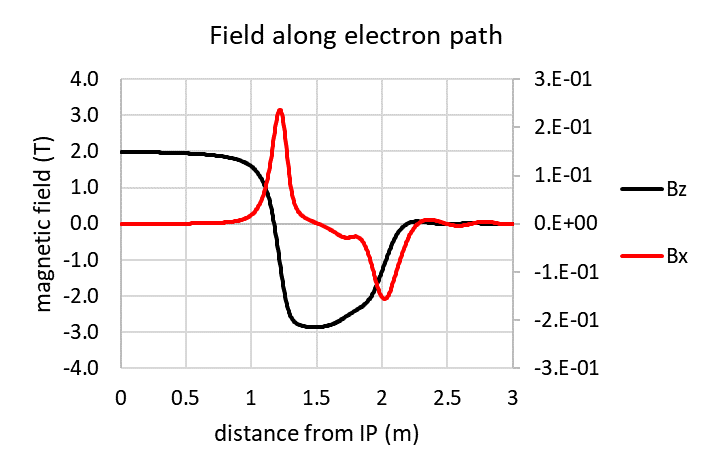 Field along electron path
magnetic field (T)
4.0
3.0
2.0
1.0
0.0
-1.0
-2.0
-3.0
-4.0
3.E-01
2.E-01
1.E-01
0.E+00
-1.E-01
-2.E-01
-3.E-01
Bz
Bx
0 0.5 1 1.5 2 2.5 3
distance from IP (m)